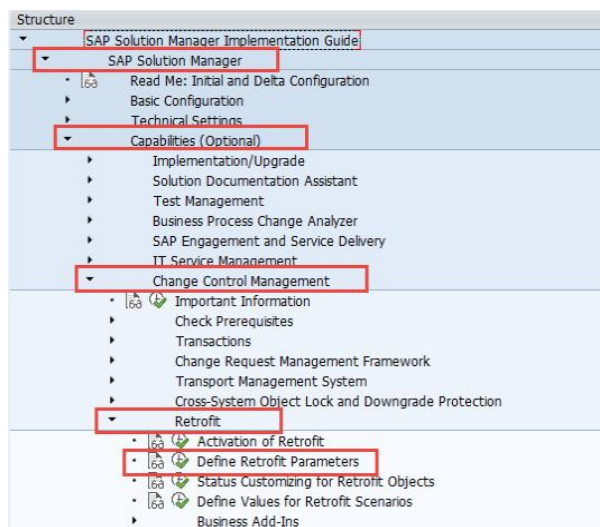 Structure
SAP Solution Manager Implementation Guide
SAP Solution Manager
Read Me: Initial and Delta Configuration
Basic Configuration
Technical Settings
Capabilities (Optional)
Implementation/Upgrade
Solution Documentation Assistant
Test Management
Business Process Change Analyzer
SAP Engagement and Service Delivery
IT Service Management
Change Control Management
Important Information
Check Prerequisites
Transactions
Change Request Management Framework
Transport Management System
Cross-System Object Lock and Downgrade Protection
Retrofit
Activation of Retrofit
Define Retrofit Parameters
Status Customizing for Retrofit Objects
Define Values for Retrofit Scenarios
Business Add-Ins